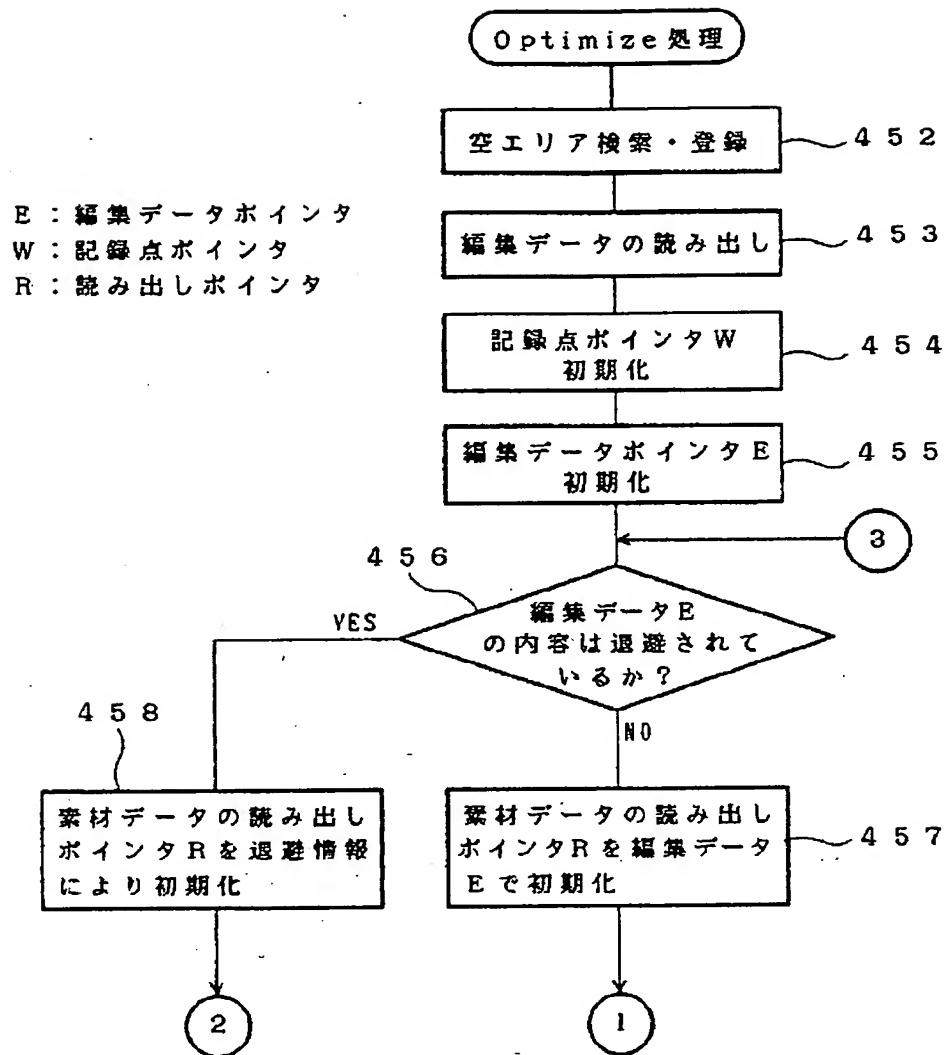 Optimize処理
空エリア検索・登録
452
E：編集データポインタ
W：記録点ポインタ
R：読み出しポインタ
編集データの読み出し
453
記録点ポインタW
初期化
454
編集データポインタE
初期化
455
3
456
編集データE
の内容は退避されて
いるか？
YES
NO
458
素材データの読み出し
ポインタRを退避情報
により初期化
素材データの読み出し
ポインタRを編集データ
Eで初期化
457
2
1